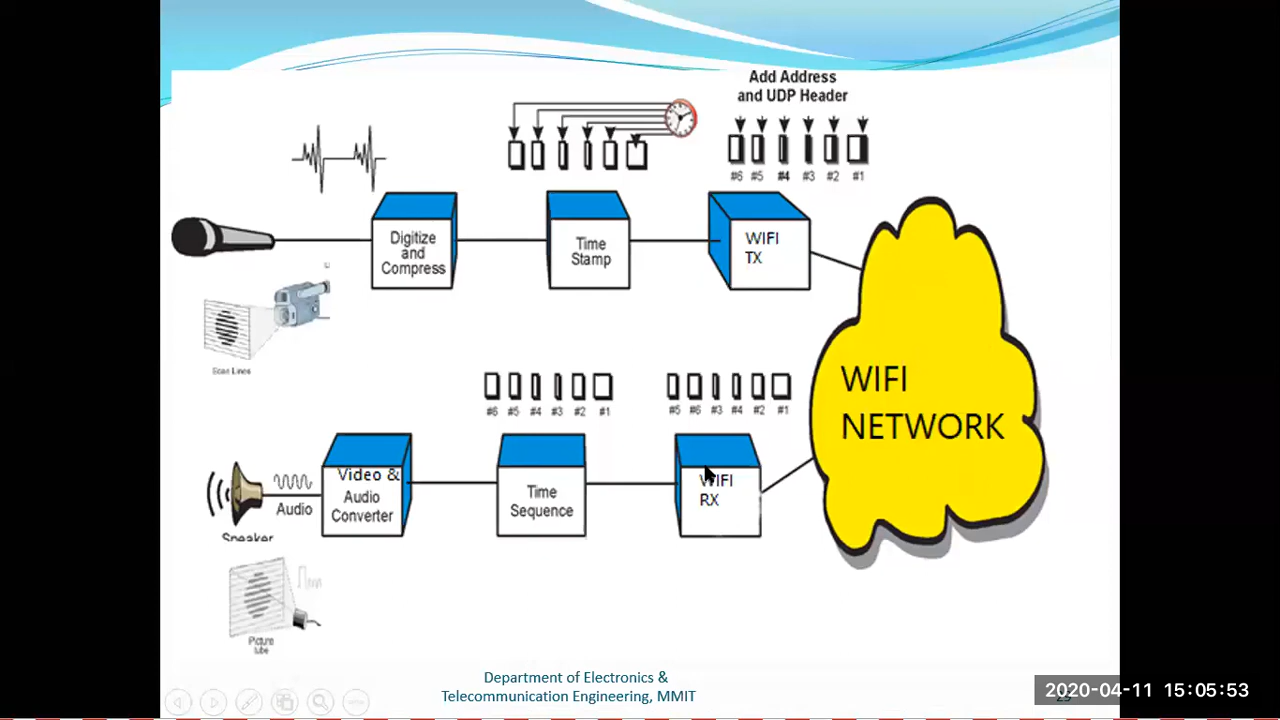 Add Address
and UDP Header
#6 #5 #4 #3 #2 #1
Digitize
and
Compress
Time
Stamp
WIFI
TX
Scan Lines
WIFI
NETWORK
#6 #5 #4 #3 #2 #1
#5 #6 #3 #4 #2 #1
Video &
Audio
Converter
Time
Sequence
WIFI
RX
Audio
Speaker
Picture
tube
Department of Electronics &
Telecommunication Engineering, MMIT
2020-04-11 15:05:53